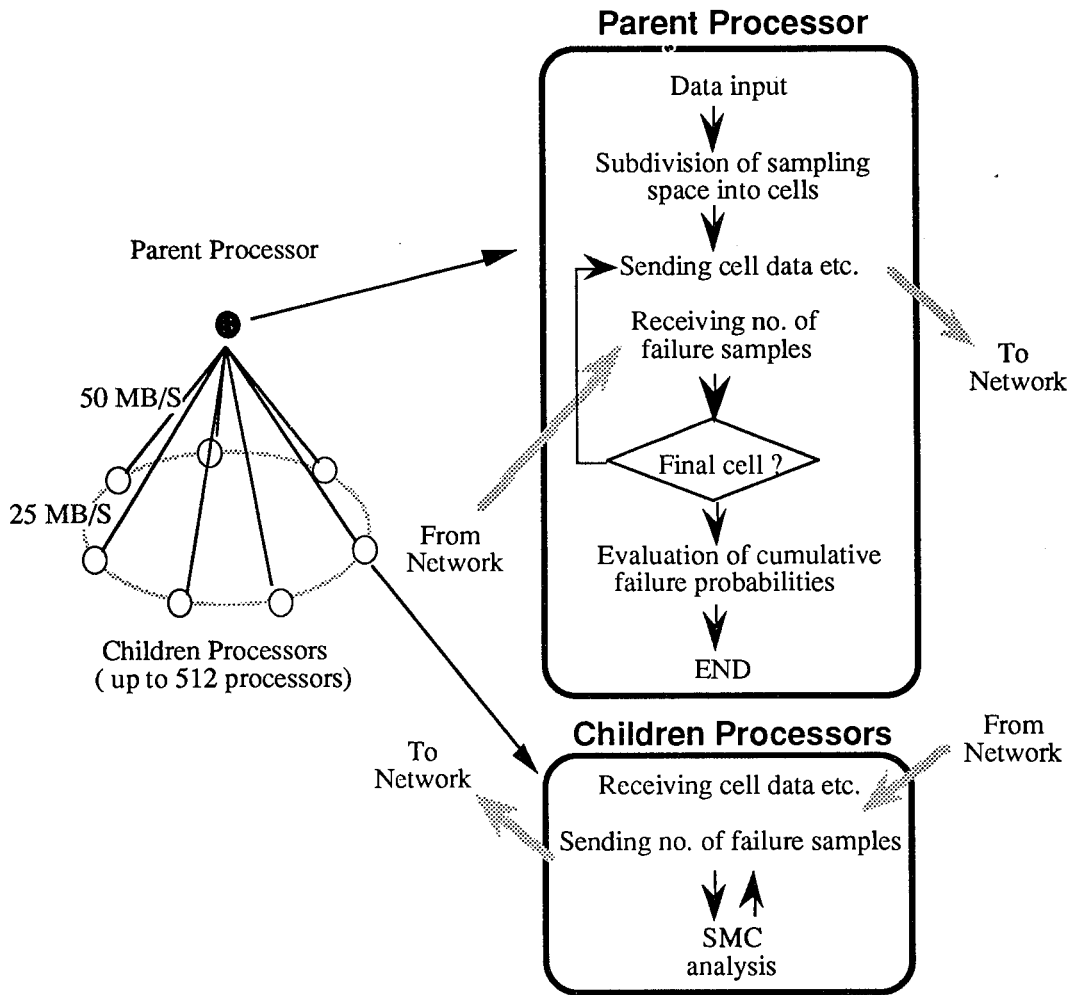 Parent Processor
Data input
Subdivision of sampling
space into cells
Sending cell data etc.
Receiving no. of
failure samples
To
Network
Final cell ?
From
Network
Evaluation of cumulative
failure probabilities
END
Parent Processor
50 MB/S
25 MB/S
Children Processors
( up to 512 processors)
Children Processors
From
Network
To
Network
Receiving cell data etc.
Sending no. of failure samples
SMC
analysis